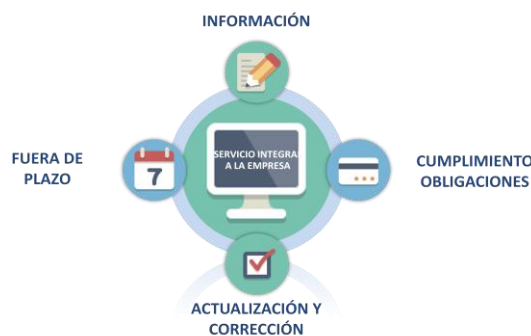 INFORMACIÓN
FUERA DE
PLAZO
7
SERVICIO INTEGRA
A LA EMPRESA
CUMPLIMIENTO
OBLIGACIONES
ACTUALIZACIÓN Y
CORRECCIÓN